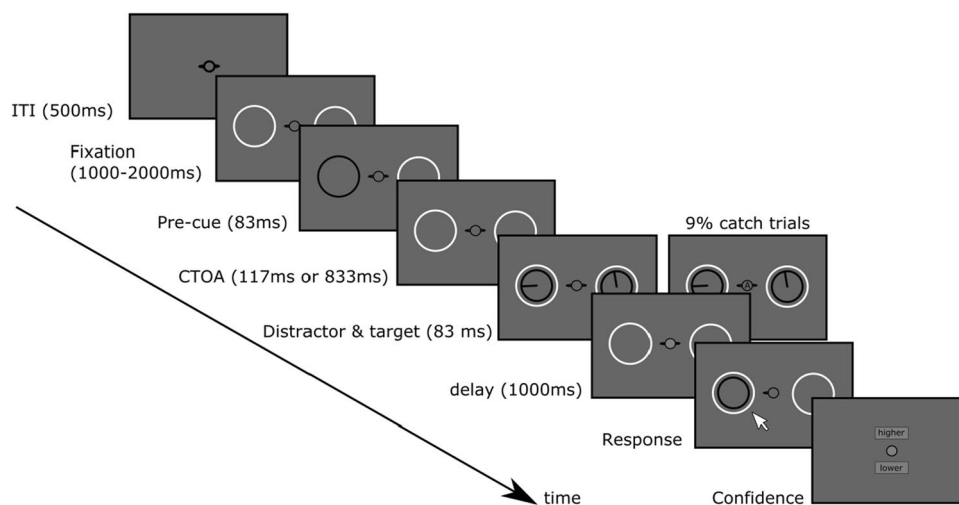 ITI (500ms)
Fixation
(1000-2000ms)
Pre-cue (83ms)
CTOA (117ms or 833ms)
9% catch trials
A
Distractor & target (83 ms)
delay (1000ms)
Response
higher
lower
Confidence
time